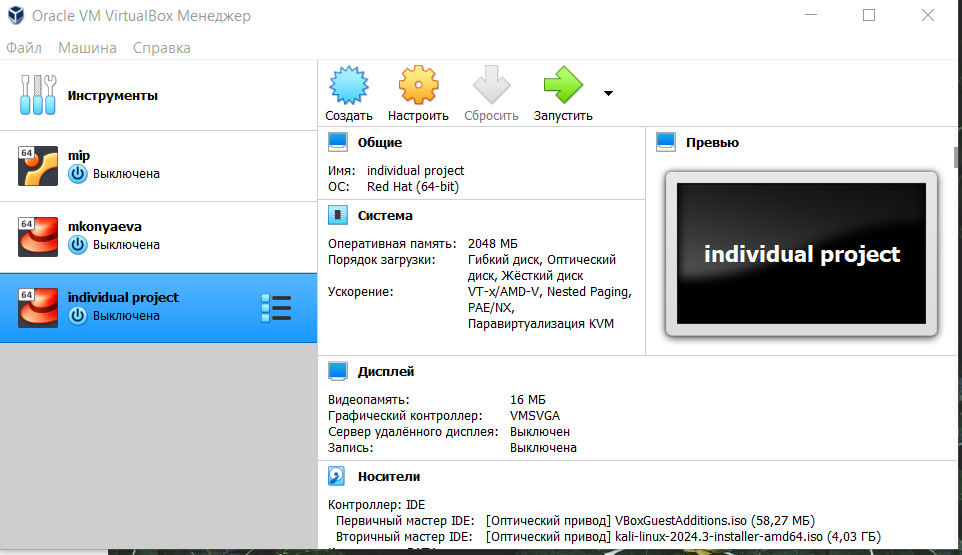 Oracle VM VirtualBox Менеджер
Файл Машина Справка
Инструменты
64
mip
Выключена
64
mkonyaeva
Выключена
64
individual project
Выключена
Создать Настроить Сбросить Запустить
Общие
Имя: individual project
ОС: Red Hat (64-bit)
Система
Оперативная память: 2048 МБ
Порядок загрузки: Гибкий диск, Оптический
диск, Жёсткий диск
Ускорение: VT-x/AMD-V, Nested Paging,
PAE/NX,
Паравиртуализация KVM
Превью
individual project
Дисплей
Видеопамять: 16 МБ
Графический контроллер: VMSVGA
Сервер удалённого дисплея: Выключен
Запись: Выключена
Носители
Контроллер: IDE
Первичный мастер IDE: [Оптический привод] VBoxGuestAdditions.iso (58,27 МБ)
Вторичный мастер IDE: [Оптический привод] kali-linux-2024.3-installer-amd64.iso (4,03 ГБ)